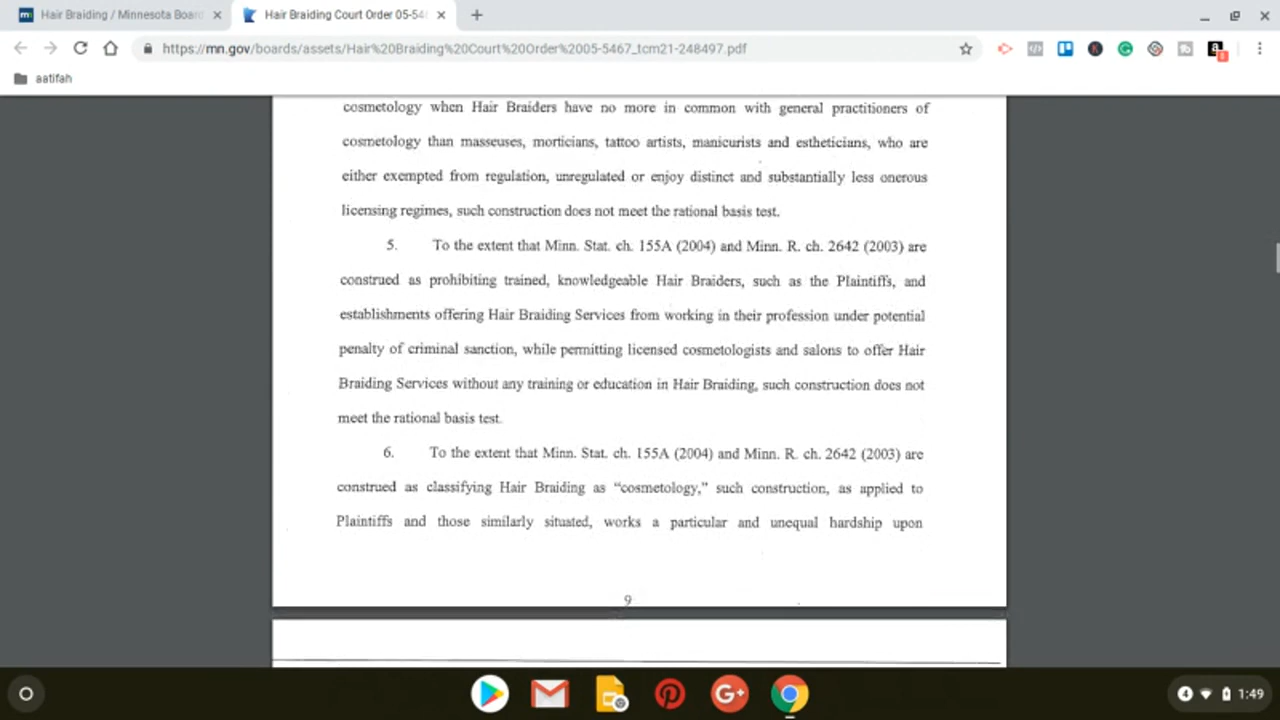 Hair Braiding / Minnesota Board
Hair Braiding Court Order 05-54
https://mn.gov/boards/assets/Hair%20Braiding%20Court%20Order%2005-5467_tcm21-248497.pdf
aatifah
cosmetology when Hair Braiders have no more in common with general practitioners of
cosmetology than masseuses, morticians, tattoo artists, manicurists and estheticians, who are
either exempted from regulation, unregulated or enjoy distinct and substantially less onerous
licensing regimes, such construction does not meet the rational basis test.
5. To the extent that Minn. Stat. ch. 155A (2004) and Minn. R. ch. 2642 (2003) are
construed as prohibiting trained, knowledgeable Hair Braiders, such as the Plaintiffs, and
establishments offering Hair Braiding Services from working in their profession under potential
penalty of criminal sanction, while permitting licensed cosmetologists and salons to offer Hair
Braiding Services without any training or education in Hair Braiding, such construction does not
meet the rational basis test.
6. To the extent that Minn. Stat. ch. 155A (2004) and Minn. R. ch. 2642 (2003) are
construed as classifying Hair Braiding as “cosmetology,” such construction, as applied to
Plaintiffs and those similarly situated, works a particular and unequal hardship upon
9
4 1:49